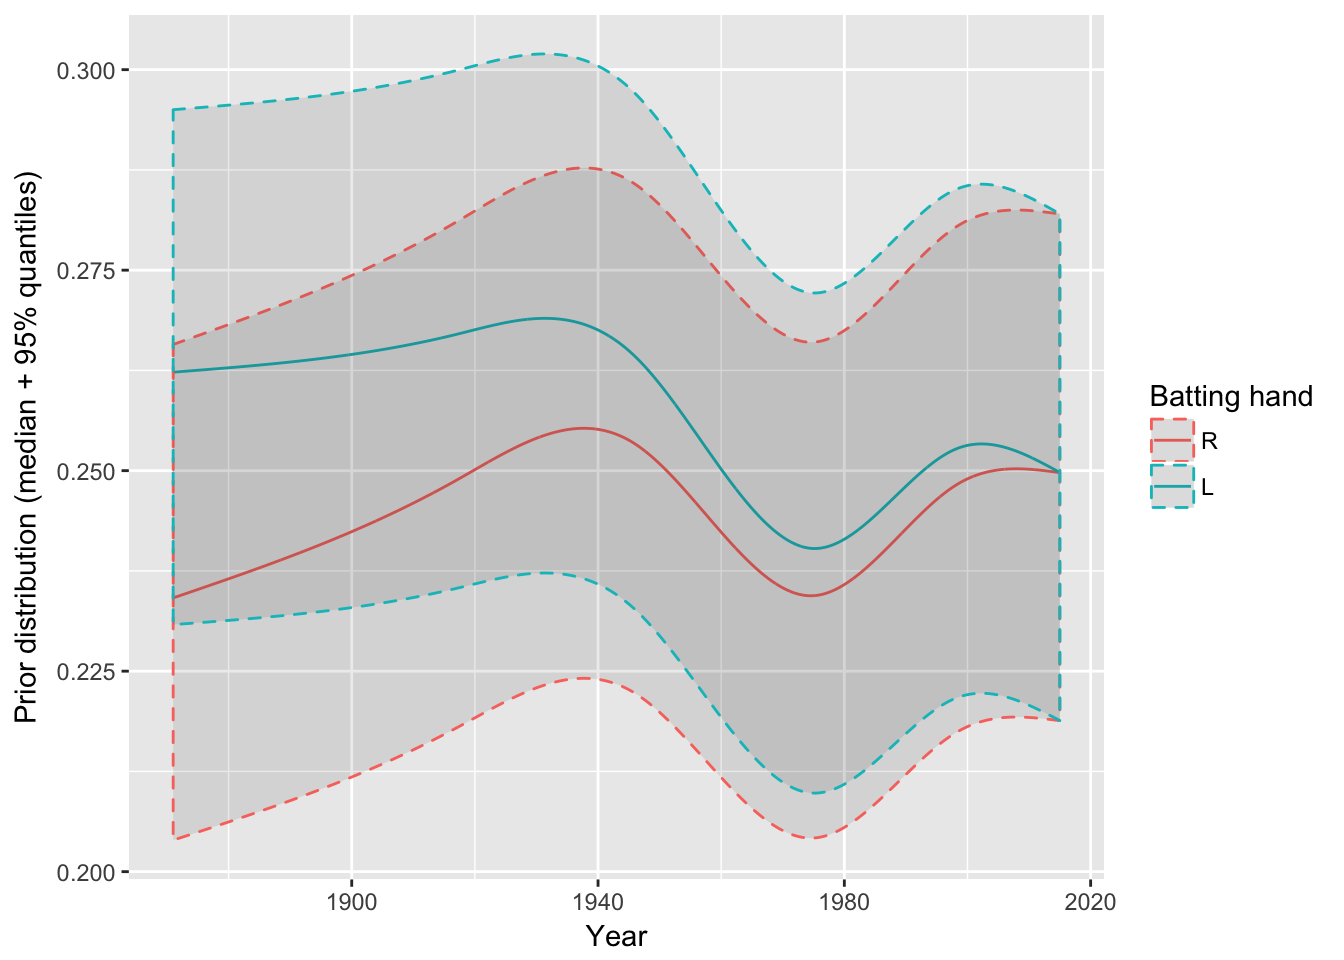 Prior distribution (median + 95% quantiles)
0.300
0.275
0.250
0.225
0.200
1900
1940
1980
2020
Year
Batting hand
R
L